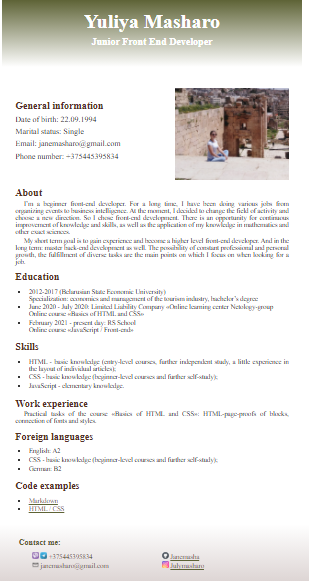 Yuliya Masharo
Junior Front End Developer
General information
Date of birth: 22.09.1994
Marital status: Single
Email: janemasharo@gmail.com
Phone number: +375445395834
About
I'm a beginner front-end developer. For a long time, I have been doing various jobs from
organizing events to business intelligence. At the moment, I decided to change the field of activity and
choose a new direction. So I chose front-end development. There is an opportunity for continuous
improvement of knowledge and skills, as well as the application of my knowledge in mathematics and
other exact sciences.
My short term goal is to gain experience and become a higher level front-end developer. And in the
long term: master back-end development as well. The possibility of constant professional and personal
growth, the fulfillment of diverse tasks are the main points on which I focus on when looking for a
job.
Education
2012-2017 (Belarusian State Economic University)
Specialization: economics and management of the tourism industry, bachelor's degree
June 2020 - July 2020: Limited Liability Company «Online learning center Netology-group
Online course «Basics of HTML and CSS»
February 2021 - present day: RS School
Online course «JavaScript / Front-end»
Skills
HTML - basic knowledge (entry-level courses, further independent study, a little experience in
the layout of individual articles);
CSS - basic knowledge (beginner-level courses and further self-study);
JavaScript - elementary knowledge.
Work experience
Practical tasks of the course «Basics of HTML and CSS»: HTML-page proofs of blocks,
connection of fonts and styles.
Foreign languages
English: A2
CSS - basic knowledge (beginner-level courses and further self-study);
German: B2
Code examples
Markdown
HTML / CSS
Contact me:
+375445395834
Janemasha
janemasharo@gmail.com
July.masharo